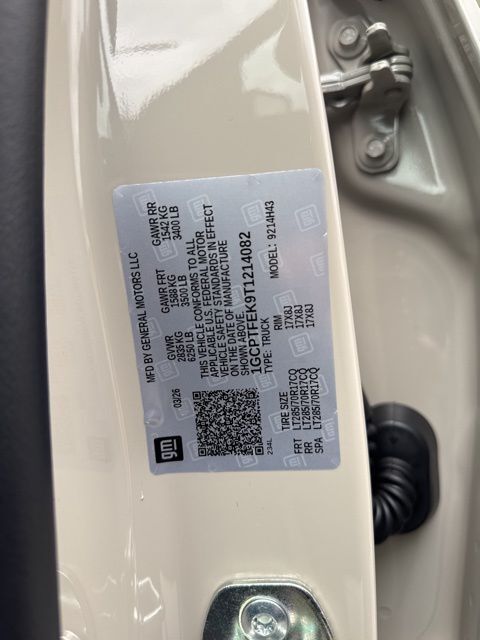 MFD BY GENERAL MOTORS LLC
03/26 GVWR GAWR FRT GAWR RR
2835 KG 1588 KG 1542 KG
6250 LB 3500 LB 3400 LB
THIS VEHICLE CONFORMS TO ALL
APPLICABLE U.S. FEDERAL MOTOR
VEHICLE SAFETY STANDARDS IN EFFECT
ON THE DATE OF MANUFACTURE
SHOWN ABOVE.
1GCPTFEK9T1214082
TYPE: TRUCK MODEL: 9214H43
234L
TIRE SIZE RIM
FRT LT285/70R17CQ 17X8J
RR LT285/70R17CQ 17X8J
SPA LT285/70R17CQ 17X8J
gm